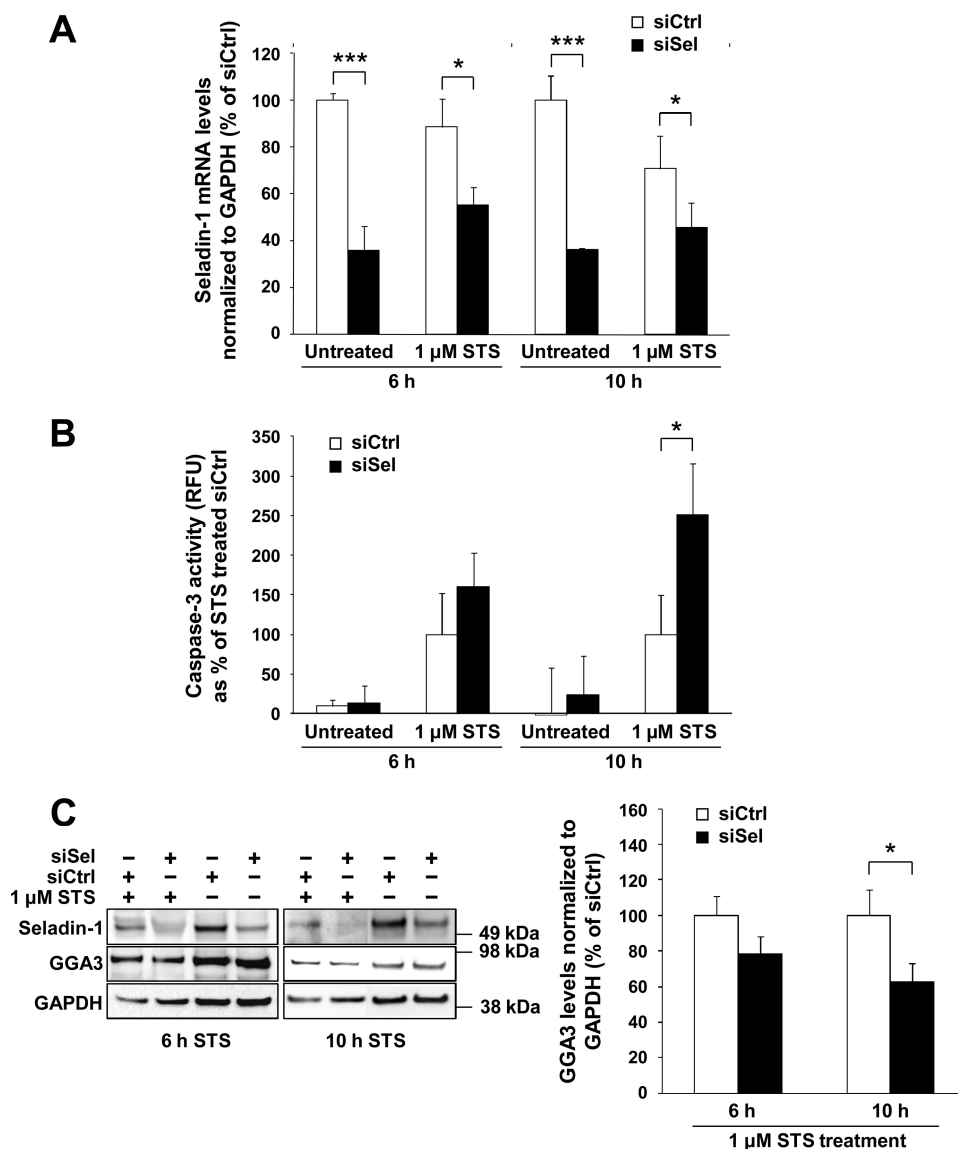 A
siCtrl
siSel
Seladin-1 mRNA levels
normalized to GAPDH (% of siCtrl)
120
100
80
60
40
20
0
***
*
***
*
Untreated 1 µM STS Untreated 1 µM STS
6 h 10 h
B
siCtrl
siSel
Caspase-3 activity (RFU)
as % of STS treated siCtrl
350
300
250
200
150
100
50
0
*
Untreated 1 µM STS Untreated 1 µM STS
6 h 10 h
C
siSel – + – + – + – +
siCtrl + – + – + – + –
1 µM STS + + – – + + – –
Seladin-1
49 kDa
98 kDa
GGA3
GAPDH
38 kDa
6 h STS 10 h STS
siCtrl
siSel
GGA3 levels normalized to
GAPDH (% of siCtrl)
160
140
120
100
80
60
40
20
0
*
6 h 10 h
1 µM STS treatment